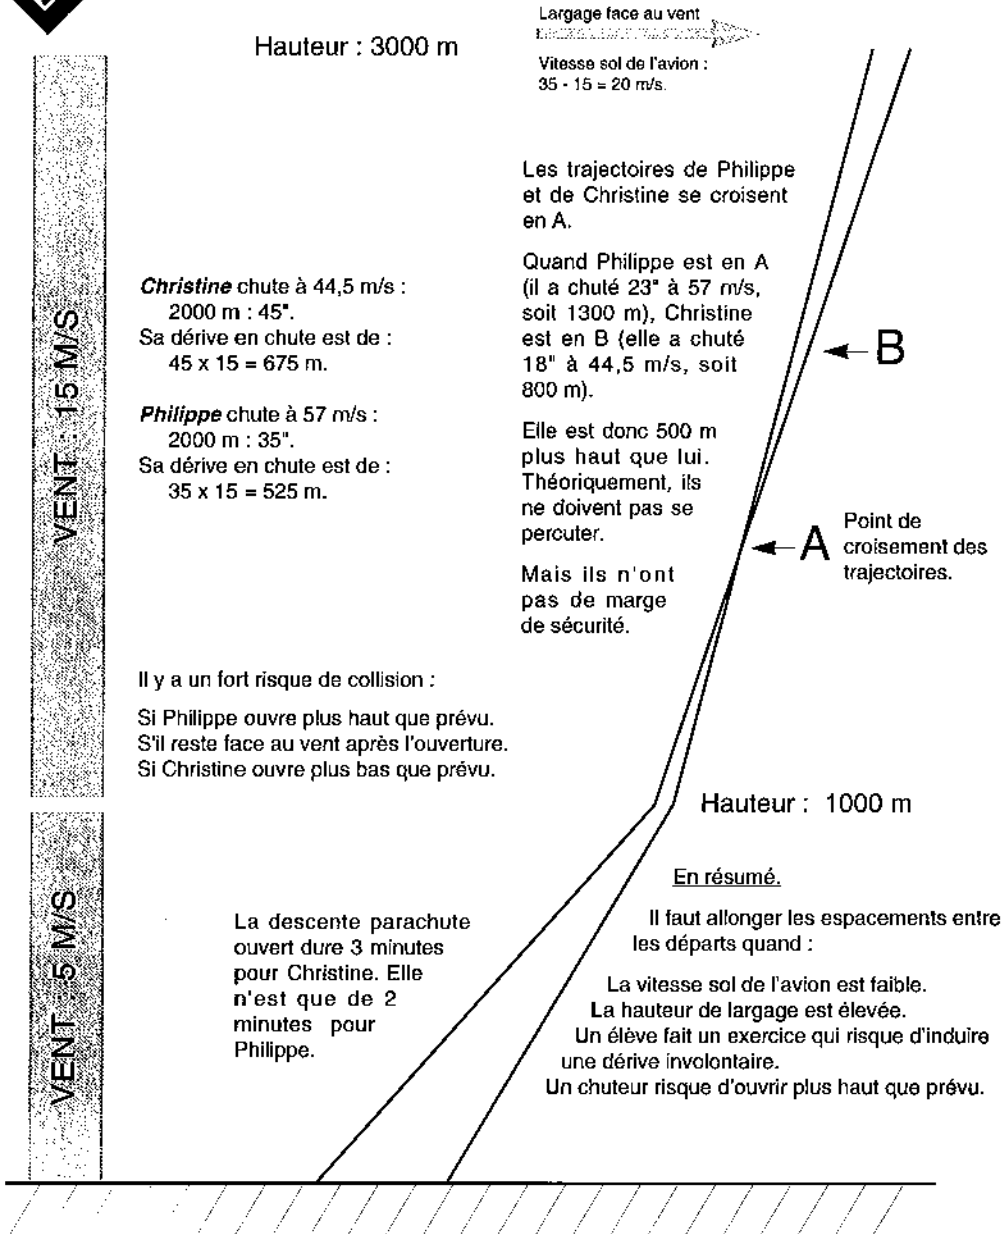 Largage face au vent
Hauteur : 3000 m
Vitesse sol de l'avion :
35 - 15 = 20 m/s.
Les trajectoires de Philippe
et de Christine se croisent
en A.
Quand Philippe est en A
(il a chuté 23" à 57 m/s,
soit 1300 m), Christine
est en B (elle a chuté
18" à 44,5 m/s, soit
800 m).
Elle est donc 500 m
plus haut que lui.
Théoriquement, ils
ne doivent pas se
percuter.
Mais ils n'ont
pas de marge
de sécurité.
Christine chute à 44,5 m/s :
2000 m : 45".
Sa dérive en chute est de :
45 x 15 = 675 m.
Philippe chute à 57 m/s :
2000 m : 35".
Sa dérive en chute est de :
35 x 15 = 525 m.
VENT : 15 M/S
B
A
Point de
croisement des
trajectoires.
Il y a un fort risque de collision :
Si Philippe ouvre plus haut que prévu.
S'il reste face au vent après l'ouverture.
Si Christine ouvre plus bas que prévu.
Hauteur : 1000 m
VENT : 5 M/S
La descente parachute
ouvert dure 3 minutes
pour Christine. Elle
n'est que de 2
minutes pour
Philippe.
En résumé.
Il faut allonger les espacements entre
les départs quand :
La vitesse sol de l'avion est faible.
La hauteur de largage est élevée.
Un élève fait un exercice qui risque d'induire
une dérive involontaire.
Un chuteur risque d'ouvrir plus haut que prévu.